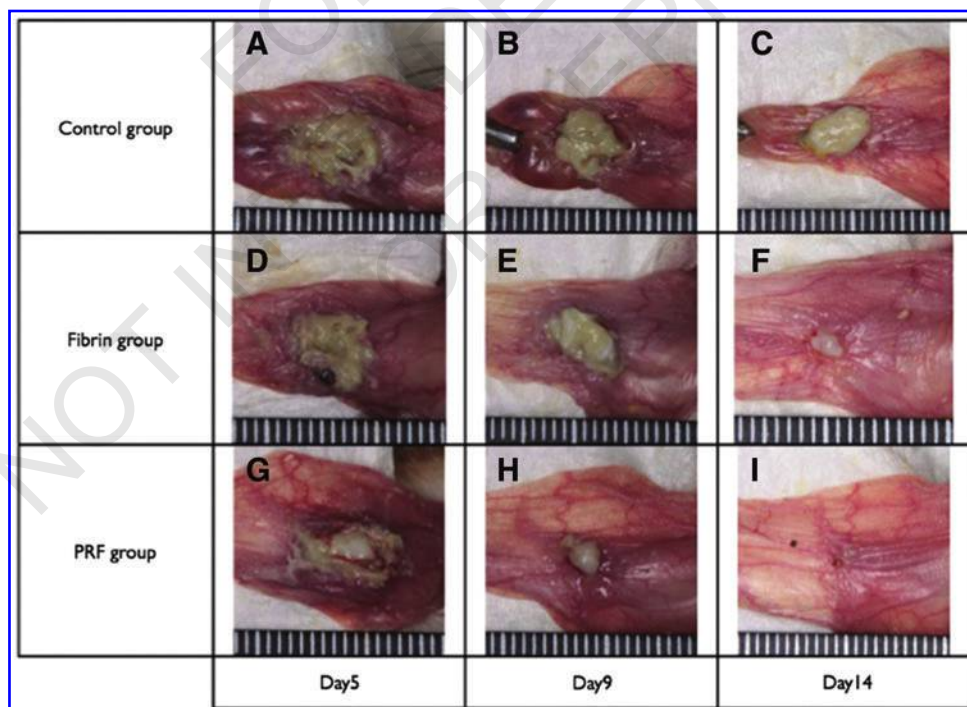 A B C
Control group
D E F
Fibrin group
G H I
PRF group
Day5 Day9 Day14